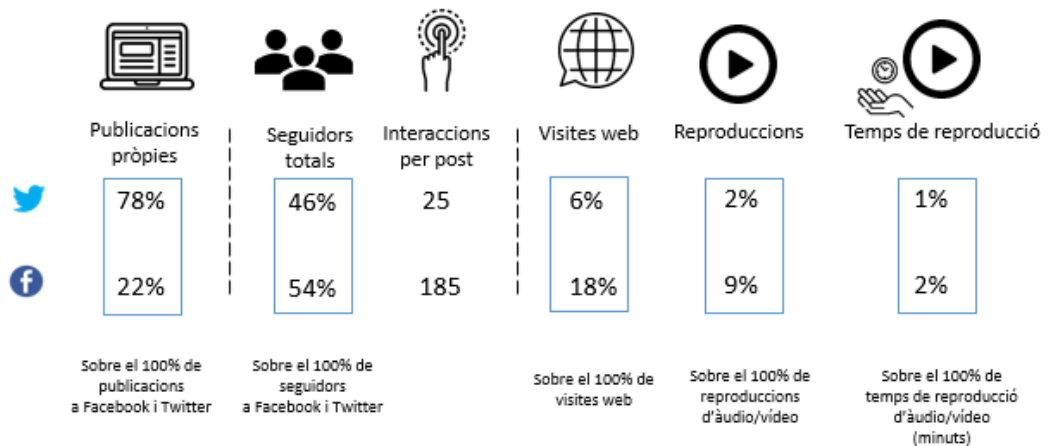 Publicacions
pròpies
Seguidors
totals
Interaccions
per post
Visites web
Reproduccions
Temps de reproducció
78%
46%
25
6%
2%
1%
22%
54%
185
18%
9%
2%
Sobre el 100% de
publicacions
a Facebook i Twitter
Sobre el 100% de
seguidors
a Facebook i Twitter
Sobre el 100% de
visites web
Sobre el 100% de
reproduccions
d'àudio/vídeo
Sobre el 100% de
temps de reproducció
d'àudio/vídeo
(minuts)